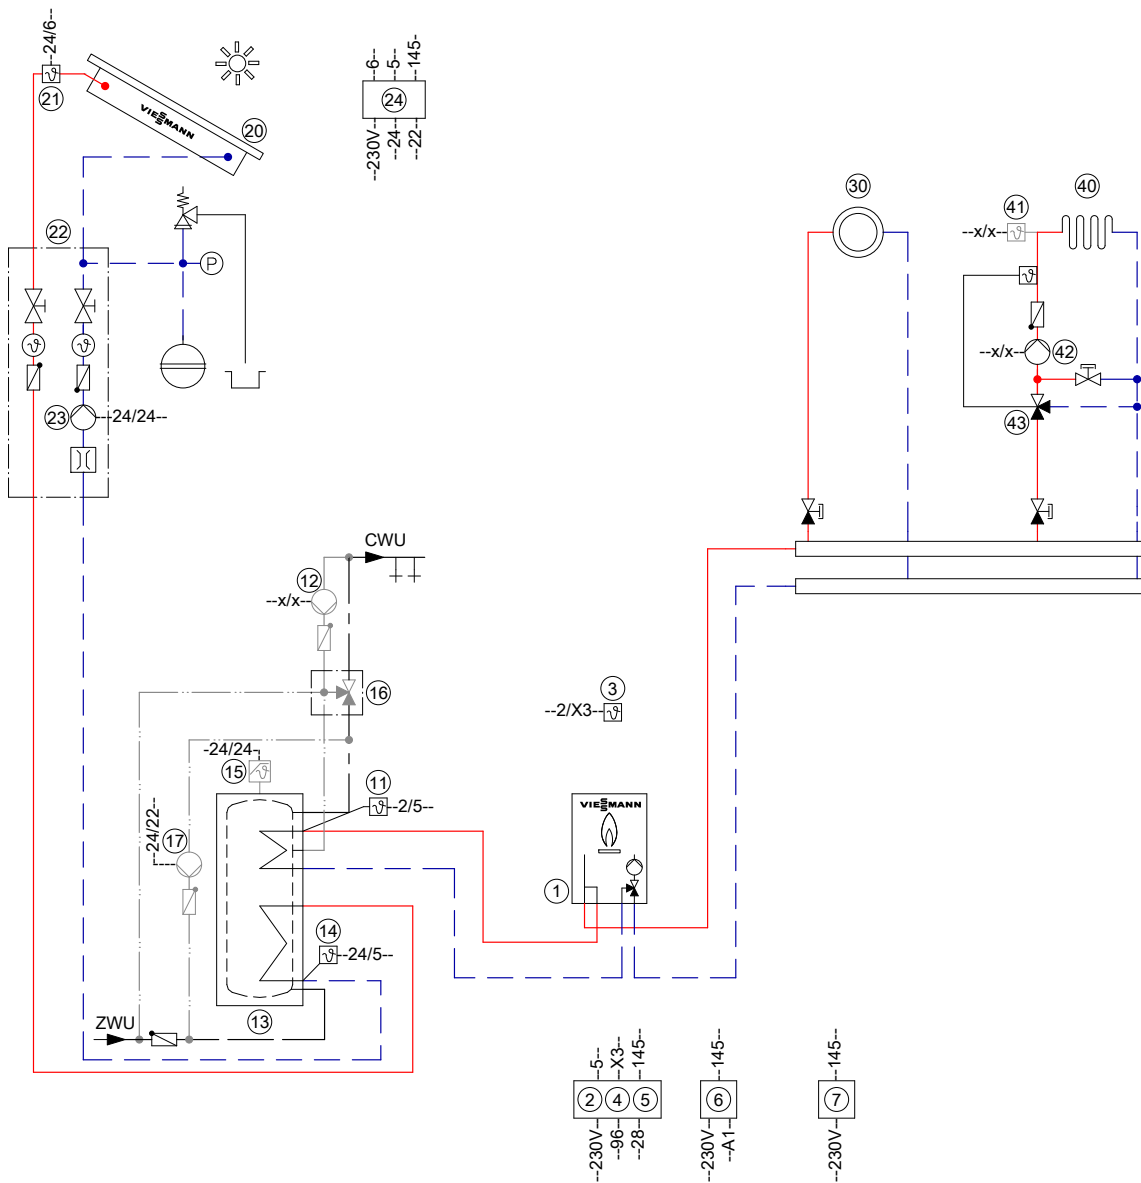 --24/6--
21
VIESSMANN
20
--6--
--5--
--145--
24
--230V--
--24--
--22--
22
P
23
---24/24--
30
--x/x--
41
40
--x/x--
42
43
CWU
12
--x/x--
16
-24/24--
15
11
--2/5--
17
24/22--
14
--24/5--
13
ZWU
3
--2/X3--
VIESSMANN
1
--5--
--X3--
--145--
2
4
5
--230V--
--96--
--28--
--145--
6
--230V--
--A1--
--145--
7
--230V--